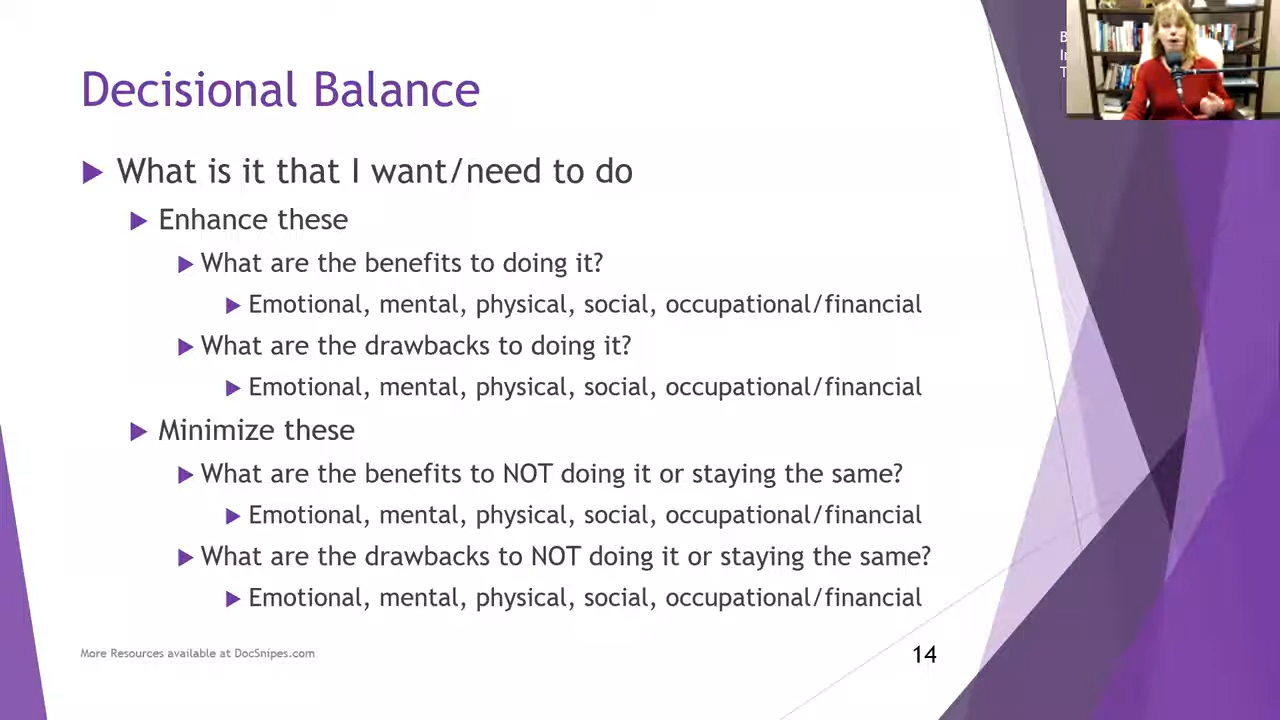 Decisional Balance
What is it that I want/need to do
Enhance these
What are the benefits to doing it?
Emotional, mental, physical, social, occupational/financial
What are the drawbacks to doing it?
Emotional, mental, physical, social, occupational/financial
Minimize these
What are the benefits to NOT doing it or staying the same?
Emotional, mental, physical, social, occupational/financial
What are the drawbacks to NOT doing it or staying the same?
Emotional, mental, physical, social, occupational/financial
More Resources available at DocSnipes.com
14